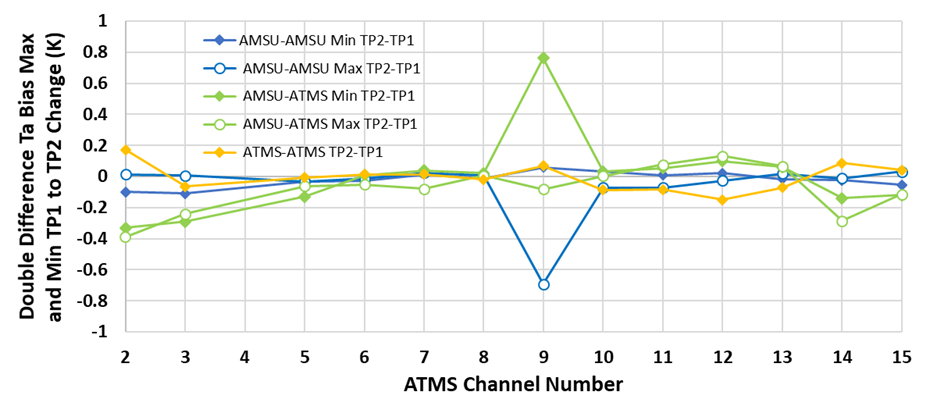 Double Difference Ta Bias Max
and Min TP1 to TP2 Change (K)
1
0.8
0.6
0.4
0.2
0
-0.2
-0.4
-0.6
-0.8
-1
AMSU-AMSU Min TP2-TP1
AMSU-AMSU Max TP2-TP1
AMSU-ATMS Min TP2-TP1
AMSU-ATMS Max TP2-TP1
ATMS-ATMS TP2-TP1
2 3 4 5 6 7 8 9 10 11 12 13 14 15
ATMS Channel Number